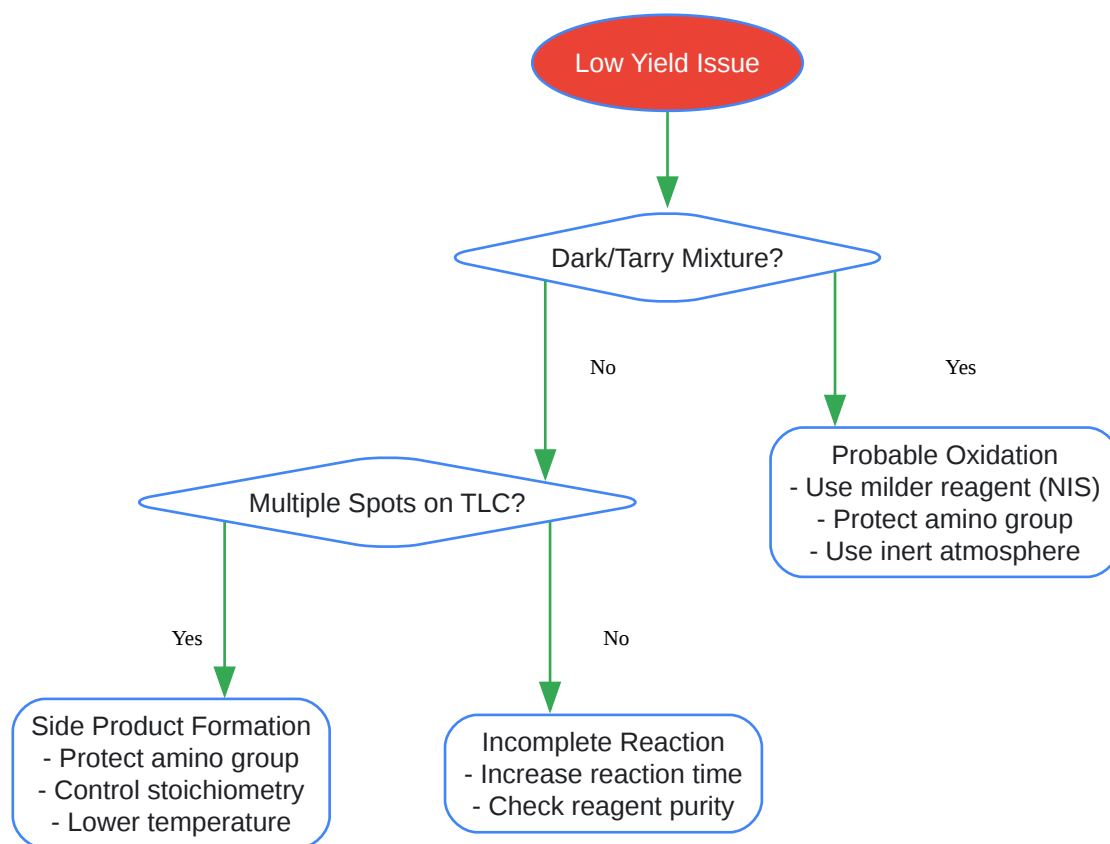 Low Yield Issue
Dark/Tarry Mixture?
No
Yes
Probable Oxidation
- Use milder reagent (NIS)
- Protect amino group
- Use inert atmosphere
Multiple Spots on TLC?
Yes
No
Side Product Formation
- Protect amino group
- Control stoichiometry
- Lower temperature
Incomplete Reaction
- Increase reaction time
- Check reagent purity